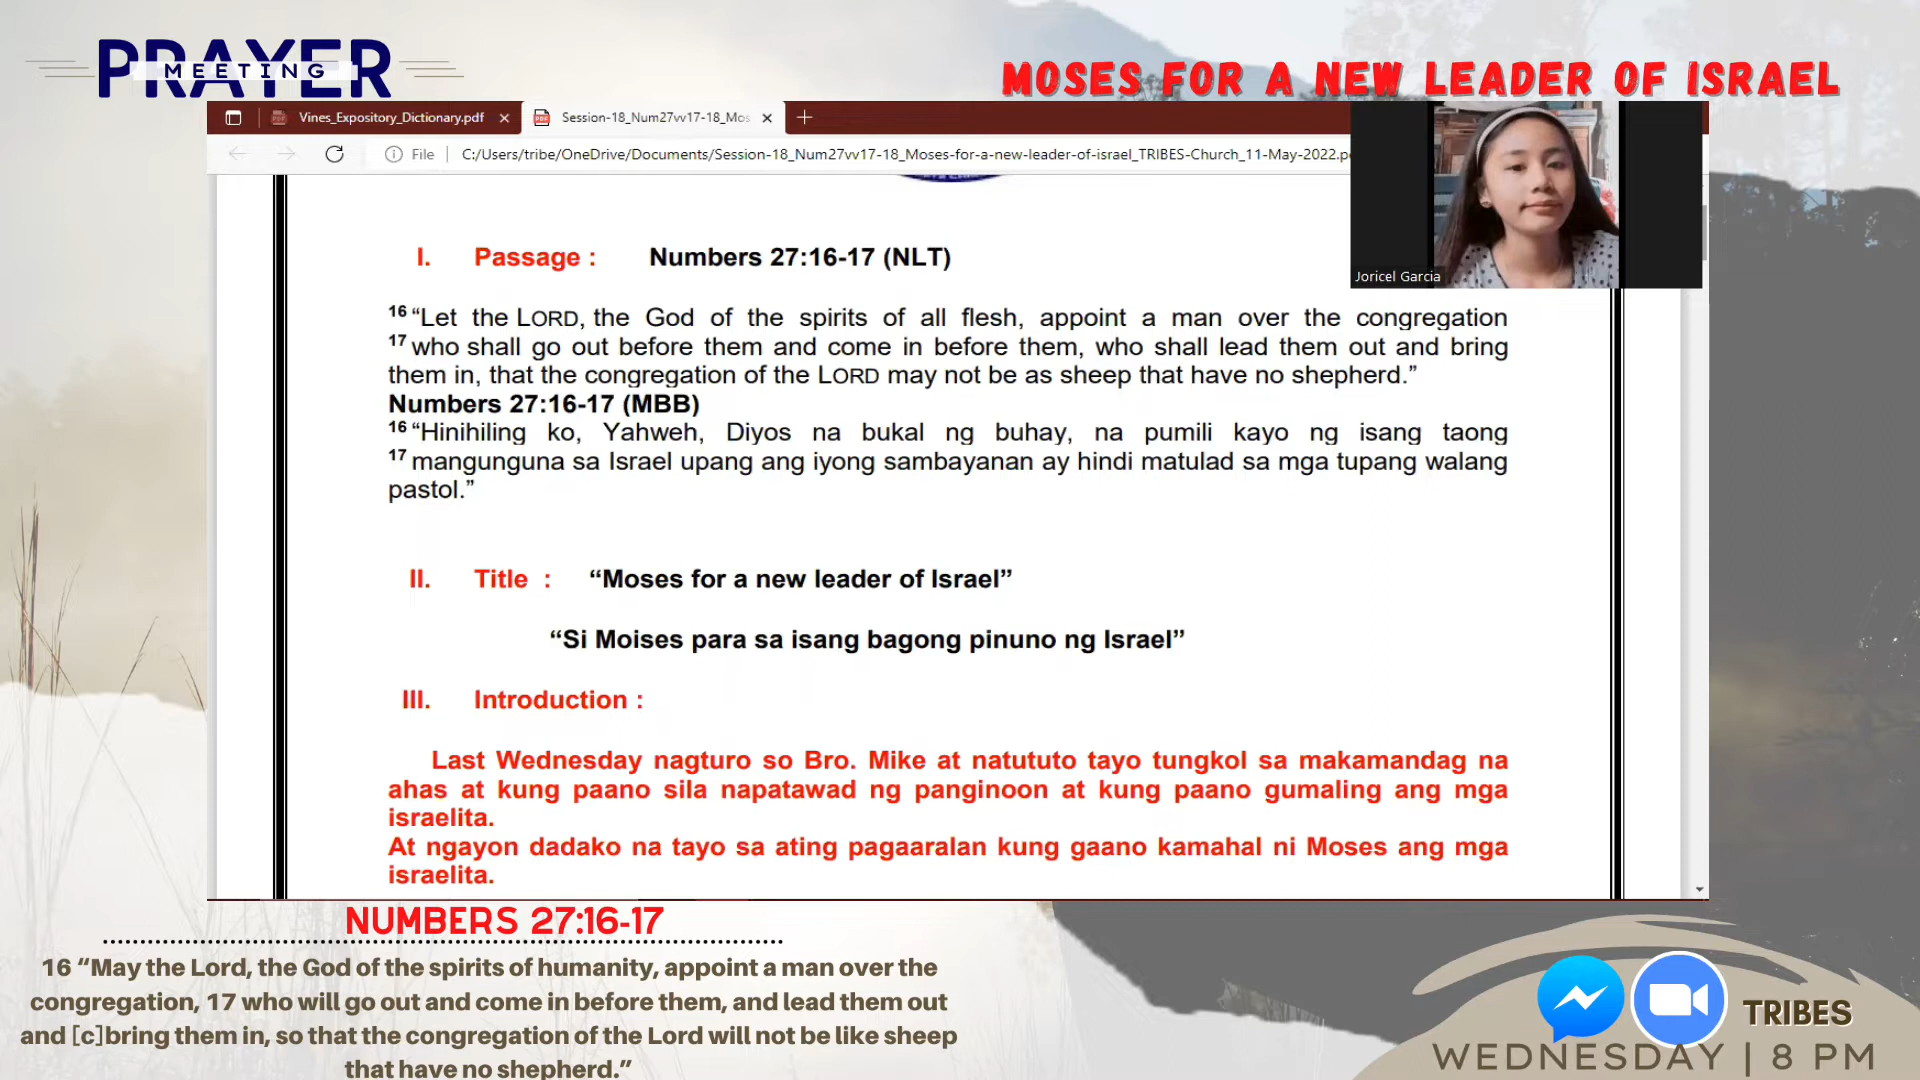 PRAYER
MEETING
MOSES FOR A NEW LEADER OF ISRAEL
Vines_Expository_Dictionary.pdf
Session-18_Num27vv17-18_Mos
File
C:/Users/tribe/OneDrive/Documents/Session-18_Num27vv17-18_Moses-for-a-new-leader-of-israel_TRIBES-Church_11-May-2022.p
Joricel Garcia
I. Passage : Numbers 27:16-17 (NLT)
16 “Let the LORD, the God of the spirits of all flesh, appoint a man over the congregation
17 who shall go out before them and come in before them, who shall lead them out and bring
them in, that the congregation of the LORD may not be as sheep that have no shepherd.”
Numbers 27:16-17 (MBB)
16 “Hinihiling ko, Yahweh, Diyos na bukal ng buhay, na pumili kayo ng isang taong
17 mangunguna sa Israel upang ang iyong sambayanan ay hindi matulad sa mga tupang walang
pastol.”
II. Title : “Moses for a new leader of Israel”
“Si Moises para sa isang bagong pinuno ng Israel”
III. Introduction :
Last Wednesday nagturo so Bro. Mike at natututo tayo tungkol sa makamandag na
ahas at kung paano sila napatawad ng panginoon at kung paano gumaling ang mga
israelita.
At ngayon dadako na tayo sa ating pagaaralan kung gaano kamahal ni Moses ang mga
israelita.
NUMBERS 27:16-17
16 “May the Lord, the God of the spirits of humanity, appoint a man over the
congregation, 17 who will go out and come in before them, and lead them out
and [c]bring them in, so that the congregation of the Lord will not be like sheep
that have no shepherd.”
TRIBES
WEDNESDAY | 8 PM